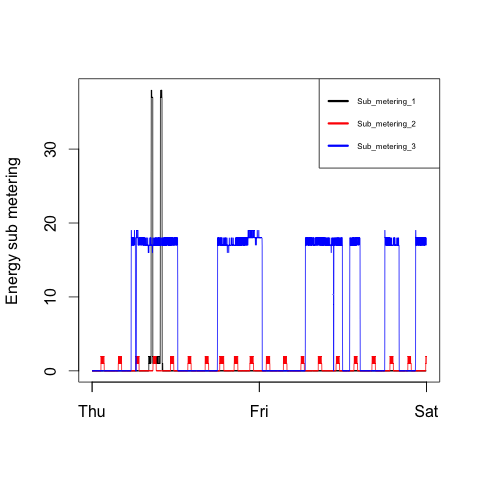 Energy sub metering
30
20
10
0
Sub_metering_1
Sub_metering_2
Sub_metering_3
Thu Fri Sat